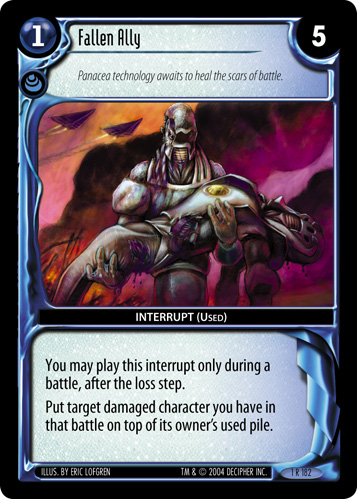 1 Fallen Ally 5
Panacea technology awaits to heal the scars of battle.
INTERRUPT (USED)
You may play this interrupt only during a
battle, after the loss step.
Put target damaged character you have in
that battle on top of its owner's used pile.
ILLUS. BY ERIC LOFGREN TM & © 2004 DECIPHER INC. 1 R 182